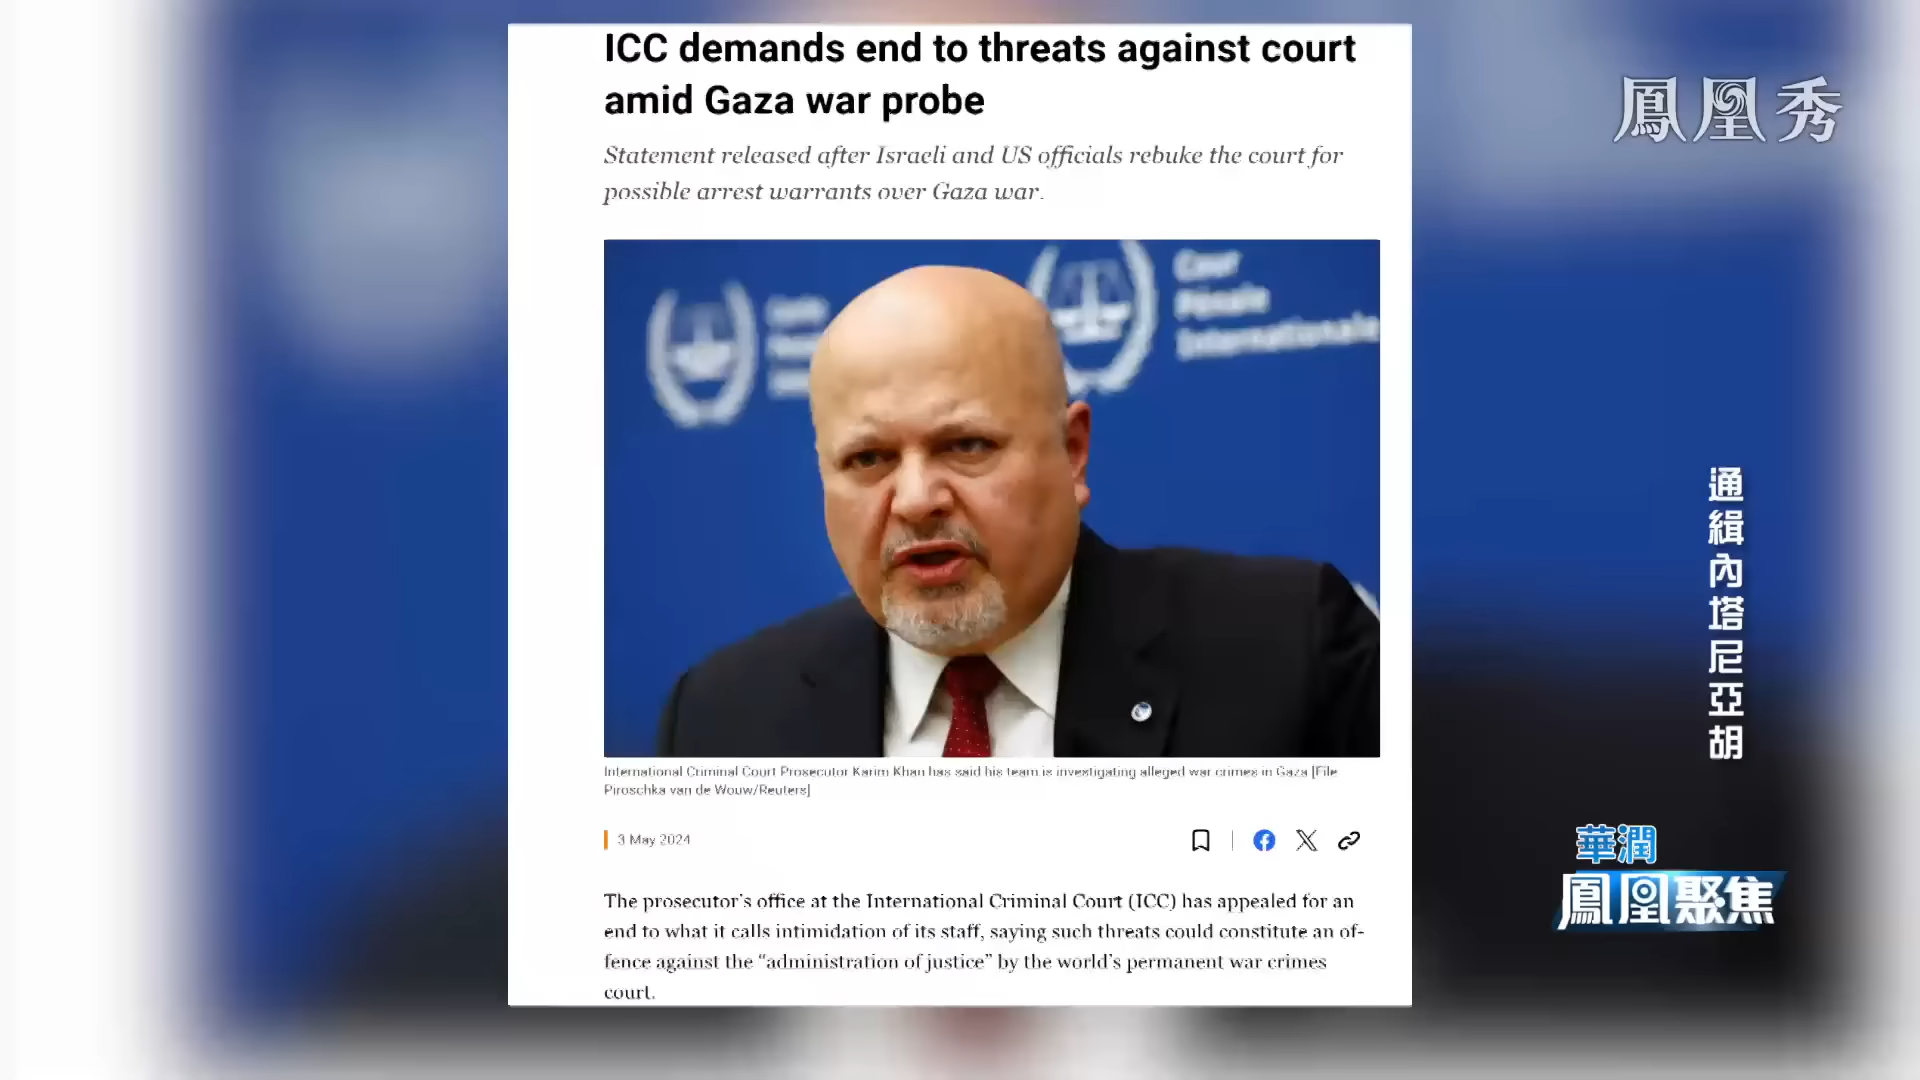 ICC demands end to threats against court
amid Gaza war probe
Statement released after Israeli and US officials rebuke the court for
possible arrest warrants over Gaza war.
Cour
Pénale
Internationale
International Criminal Court Prosecutor Karim Khan has said his team is investigating alleged war crimes in Gaza [File:
Piroschka van de Wouw/Reuters]
3 May 2024
The prosecutor's office at the International Criminal Court (ICC) has appealed for an
end to what it calls intimidation of its staff, saying such threats could constitute an of-
fence against the “administration of justice” by the world's permanent war crimes
court.
鳳凰秀
通緝內塔尼亞胡
華潤
鳳凰聚焦